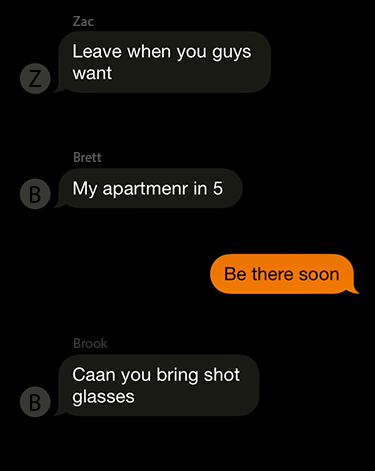 Zac
Leave when you guys
want
Z
Brett
My apartmenr in 5
B
Be there soon
Brook
Caan you bring shot
glasses
B